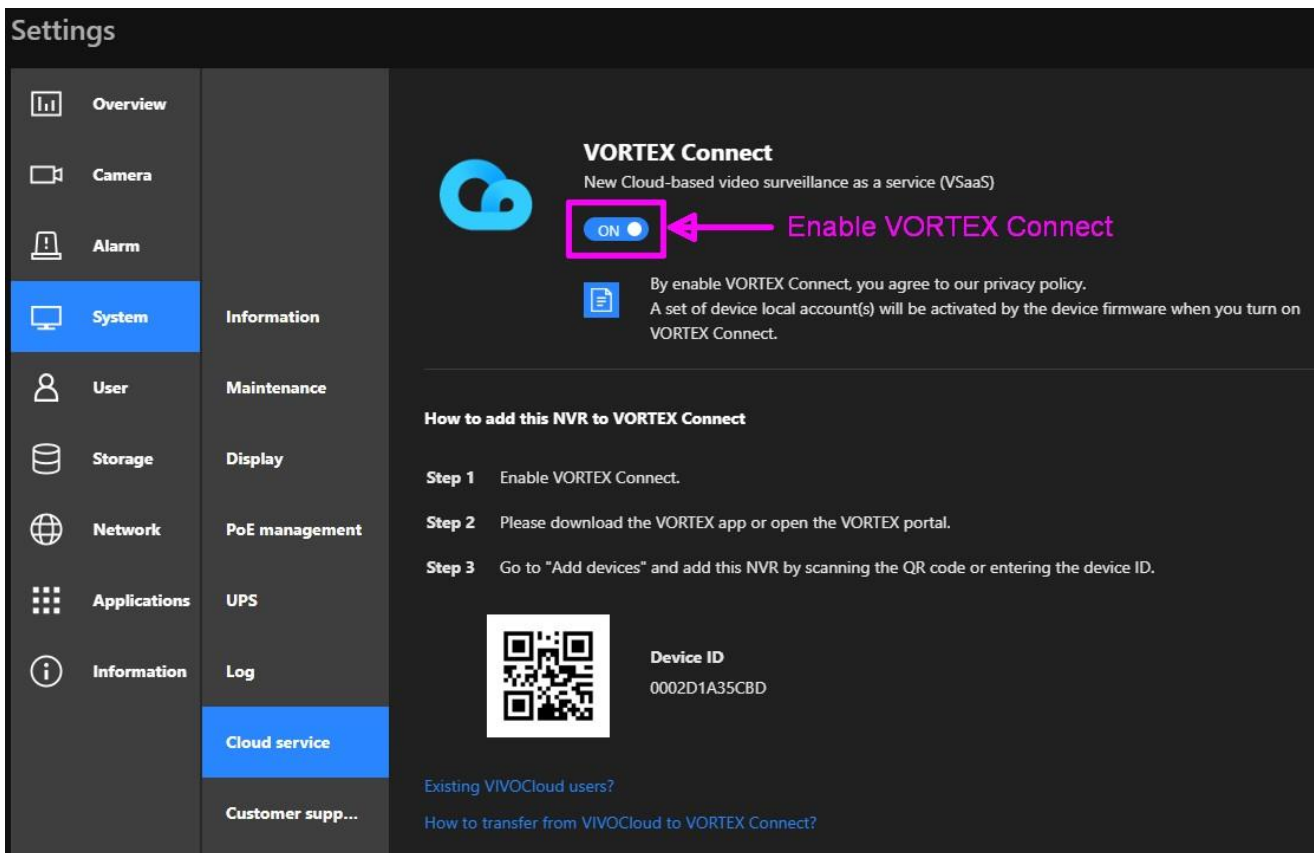 Settings
Overview
Camera
Alarm
System
User
Storage
Network
Applications
Information
Information
Maintenance
Display
PoE management
UPS
Log
Cloud service
Customer supp...
VORTEX Connect
New Cloud-based video surveillance as a service (VSaaS)
ON
Enable VORTEX Connect
By enable VORTEX Connect, you agree to our privacy policy.
A set of device local account(s) will be activated by the device firmware when you turn on
VORTEX Connect.
How to add this NVR to VORTEX Connect
Step 1 Enable VORTEX Connect.
Step 2 Please download the VORTEX app or open the VORTEX portal.
Step 3 Go to "Add devices" and add this NVR by scanning the QR code or entering the device ID.
Device ID
0002D1A35CBD
Existing VIVOCloud users?
How to transfer from VIVOCloud to VORTEX Connect?